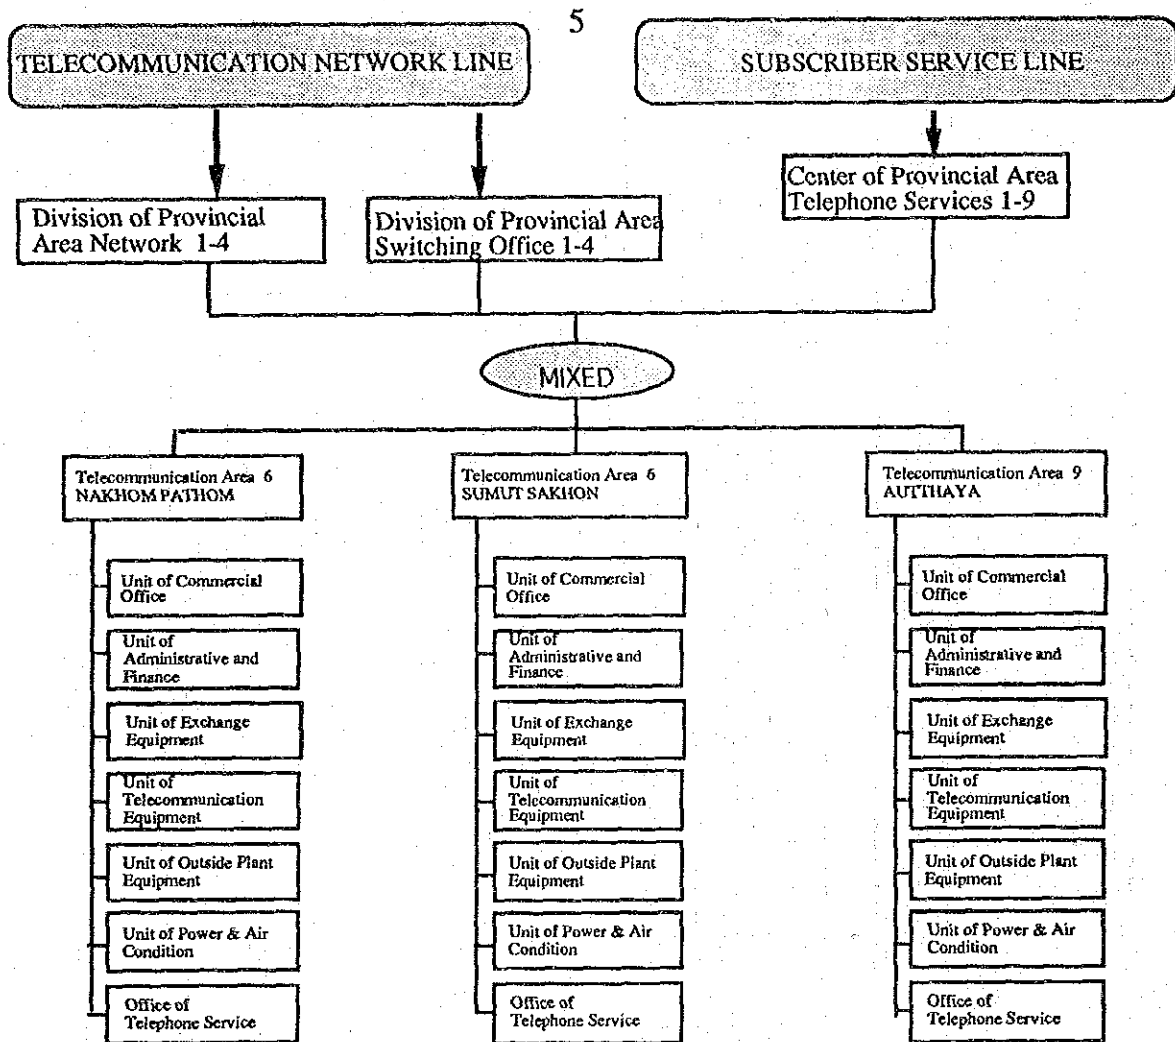 5
TELECOMMUNICATION NETWORK LINE
SUBSCRIBER SERVICE LINE
Division of Provincial
Area Network 1-4
Division of Provincial Area
Switching Office 1-4
Center of Provincial Area
Telephone Services 1-9
MIXED
Telecommunication Area 6
NAKHOM PATHOM
Unit of Commercial
Office
Unit of
Administrative and
Finance
Unit of Exchange
Equipment
Unit of
Telecommunication
Equipment
Unit of Outside Plant
Equipment
Unit of Power & Air
Condition
Office of
Telephone Service
Telecommunication Area 6
SUMUT SAKHON
Unit of Commercial
Office
Unit of
Administrative and
Finance
Unit of Exchange
Equipment
Unit of
Telecommunication
Equipment
Unit of Outside Plant
Equipment
Unit of Power & Air
Condition
Office of
Telephone Service
Telecommunication Area 9
AUTTHAYA
Unit of Commercial
Office
Unit of
Administrative and
Finance
Unit of Exchange
Equipment
Unit of
Telecommunication
Equipment
Unit of Outside Plant
Equipment
Unit of Power & Air
Condition
Office of
Telephone Service